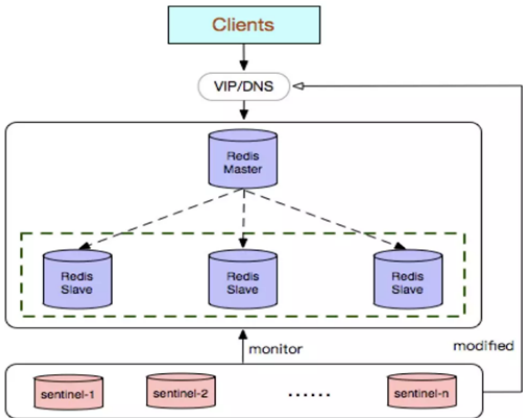 Clients
VIP/DNS
Redis
Master
Redis
Slave
Redis
Slave
Redis
Slave
monitor
modified
sentinel-1
sentinel-2
......
sentinel-n